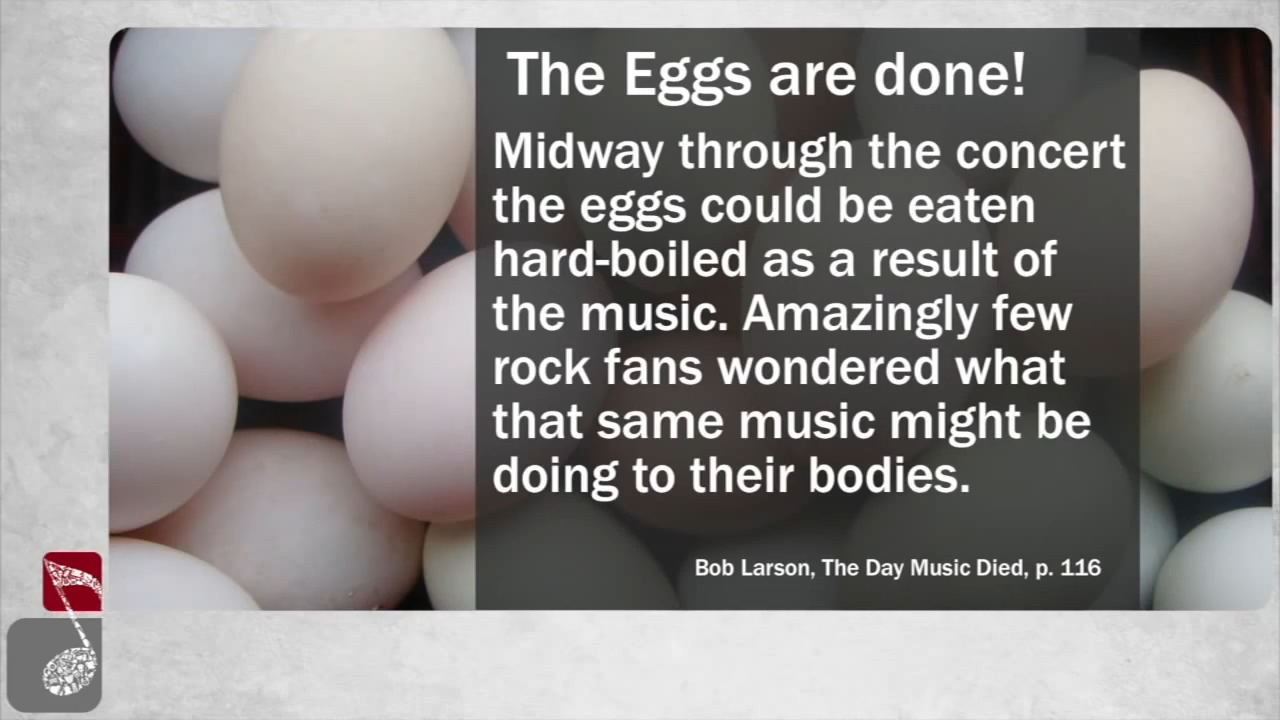 The Eggs are done!
Midway through the concert
the eggs could be eaten
hard-boiled as a result of
the music. Amazingly few
rock fans wondered what
that same music might be
doing to their bodies.
Bob Larson, The Day Music Died, p. 116